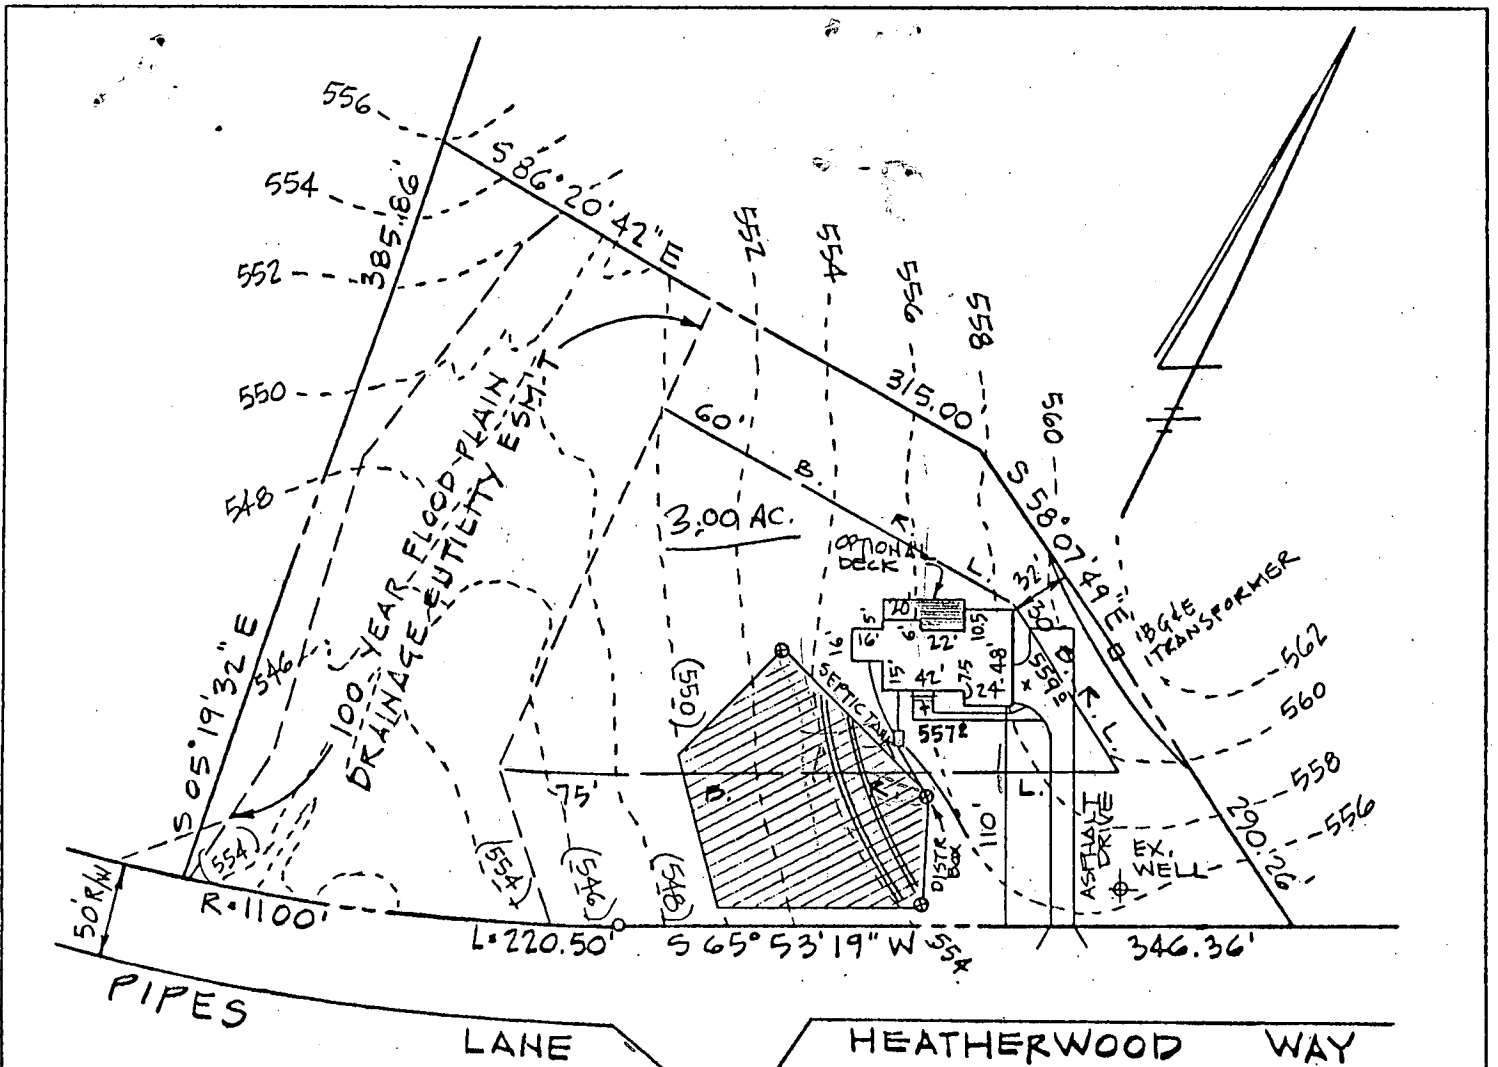 556
554
552
550
548
546
385.86'
S 05° 19' 32" E
S 86° 20' 42" E
315.00
552
554
556
558
560
S 58° 07' 49" E
290.26
100 YEAR FLOOD PLAIN
DRAINAGE & UTILITY ESM'T
60'
B. R. L.
3.00 AC.
OPTIONAL
DECK
32'
30'
B. R. L.
BG&E
TRANSFORMER
562
560
558
556
20'
5'
16'
16'
6'
22'
10.5
15'
42'
7.5
24'
48'
559.0
557.2
SEPTIC TANK
(550)
75'
B. R. L.
110'
DISTR
BOX
ASPHALT
DRIVE
EX.
WELL
(554)
(554)
(546)
(548)
554
50' R/W
R=1100'
L=220.50'
S 65° 53' 19" W
346.36'
PIPES
LANE
HEATHERWOOD WAY